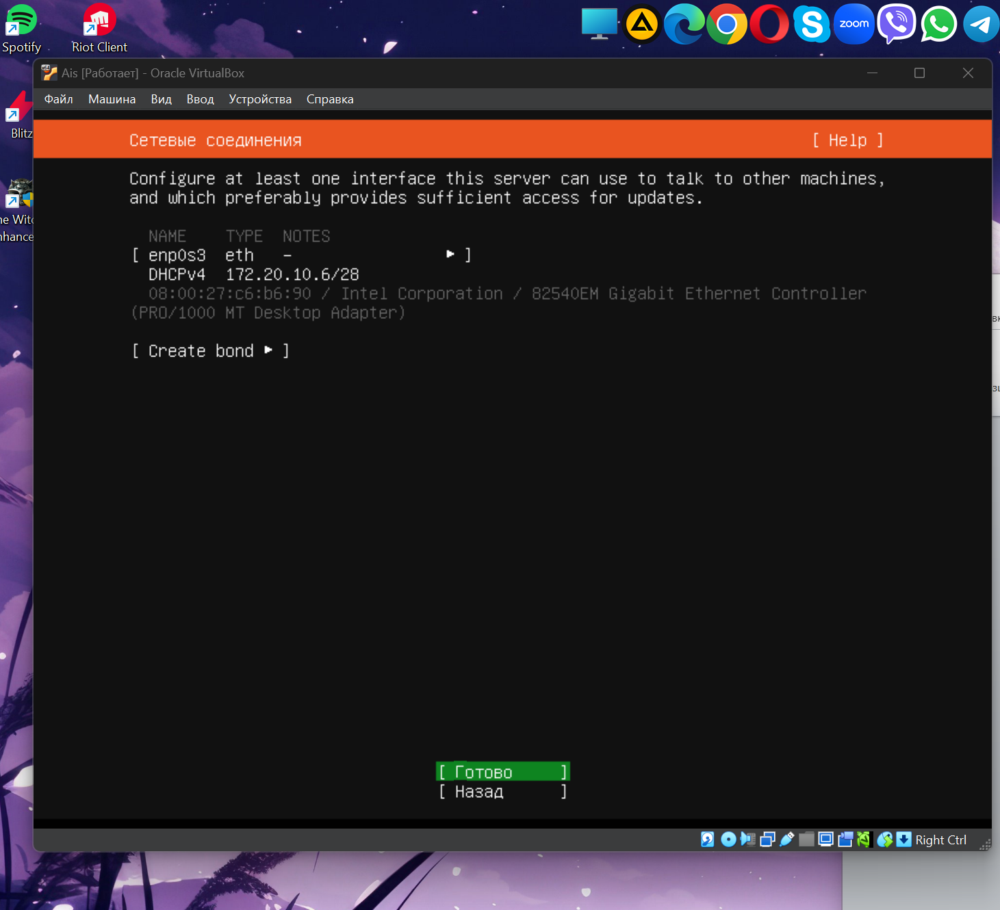 Spotify
Riot Client
zoom
Ais [Работает] - Oracle VirtualBox
Файл Машина Вид Ввод Устройства Справка
Blitz
Сетевые соединения [ Help ]
Configure at least one interface this server can use to talk to other machines,
and which preferably provides sufficient access for updates.
NAME TYPE NOTES
[ enp0s3 eth - ▸ ]
DHCPv4 172.20.10.6/28
08:00:27:c6:b6:90 / Intel Corporation / 82540EM Gigabit Ethernet Controller
(PRO/1000 MT Desktop Adapter)
[ Create bond ▸ ]
[ Готово ]
[ Назад ]
Right Ctrl